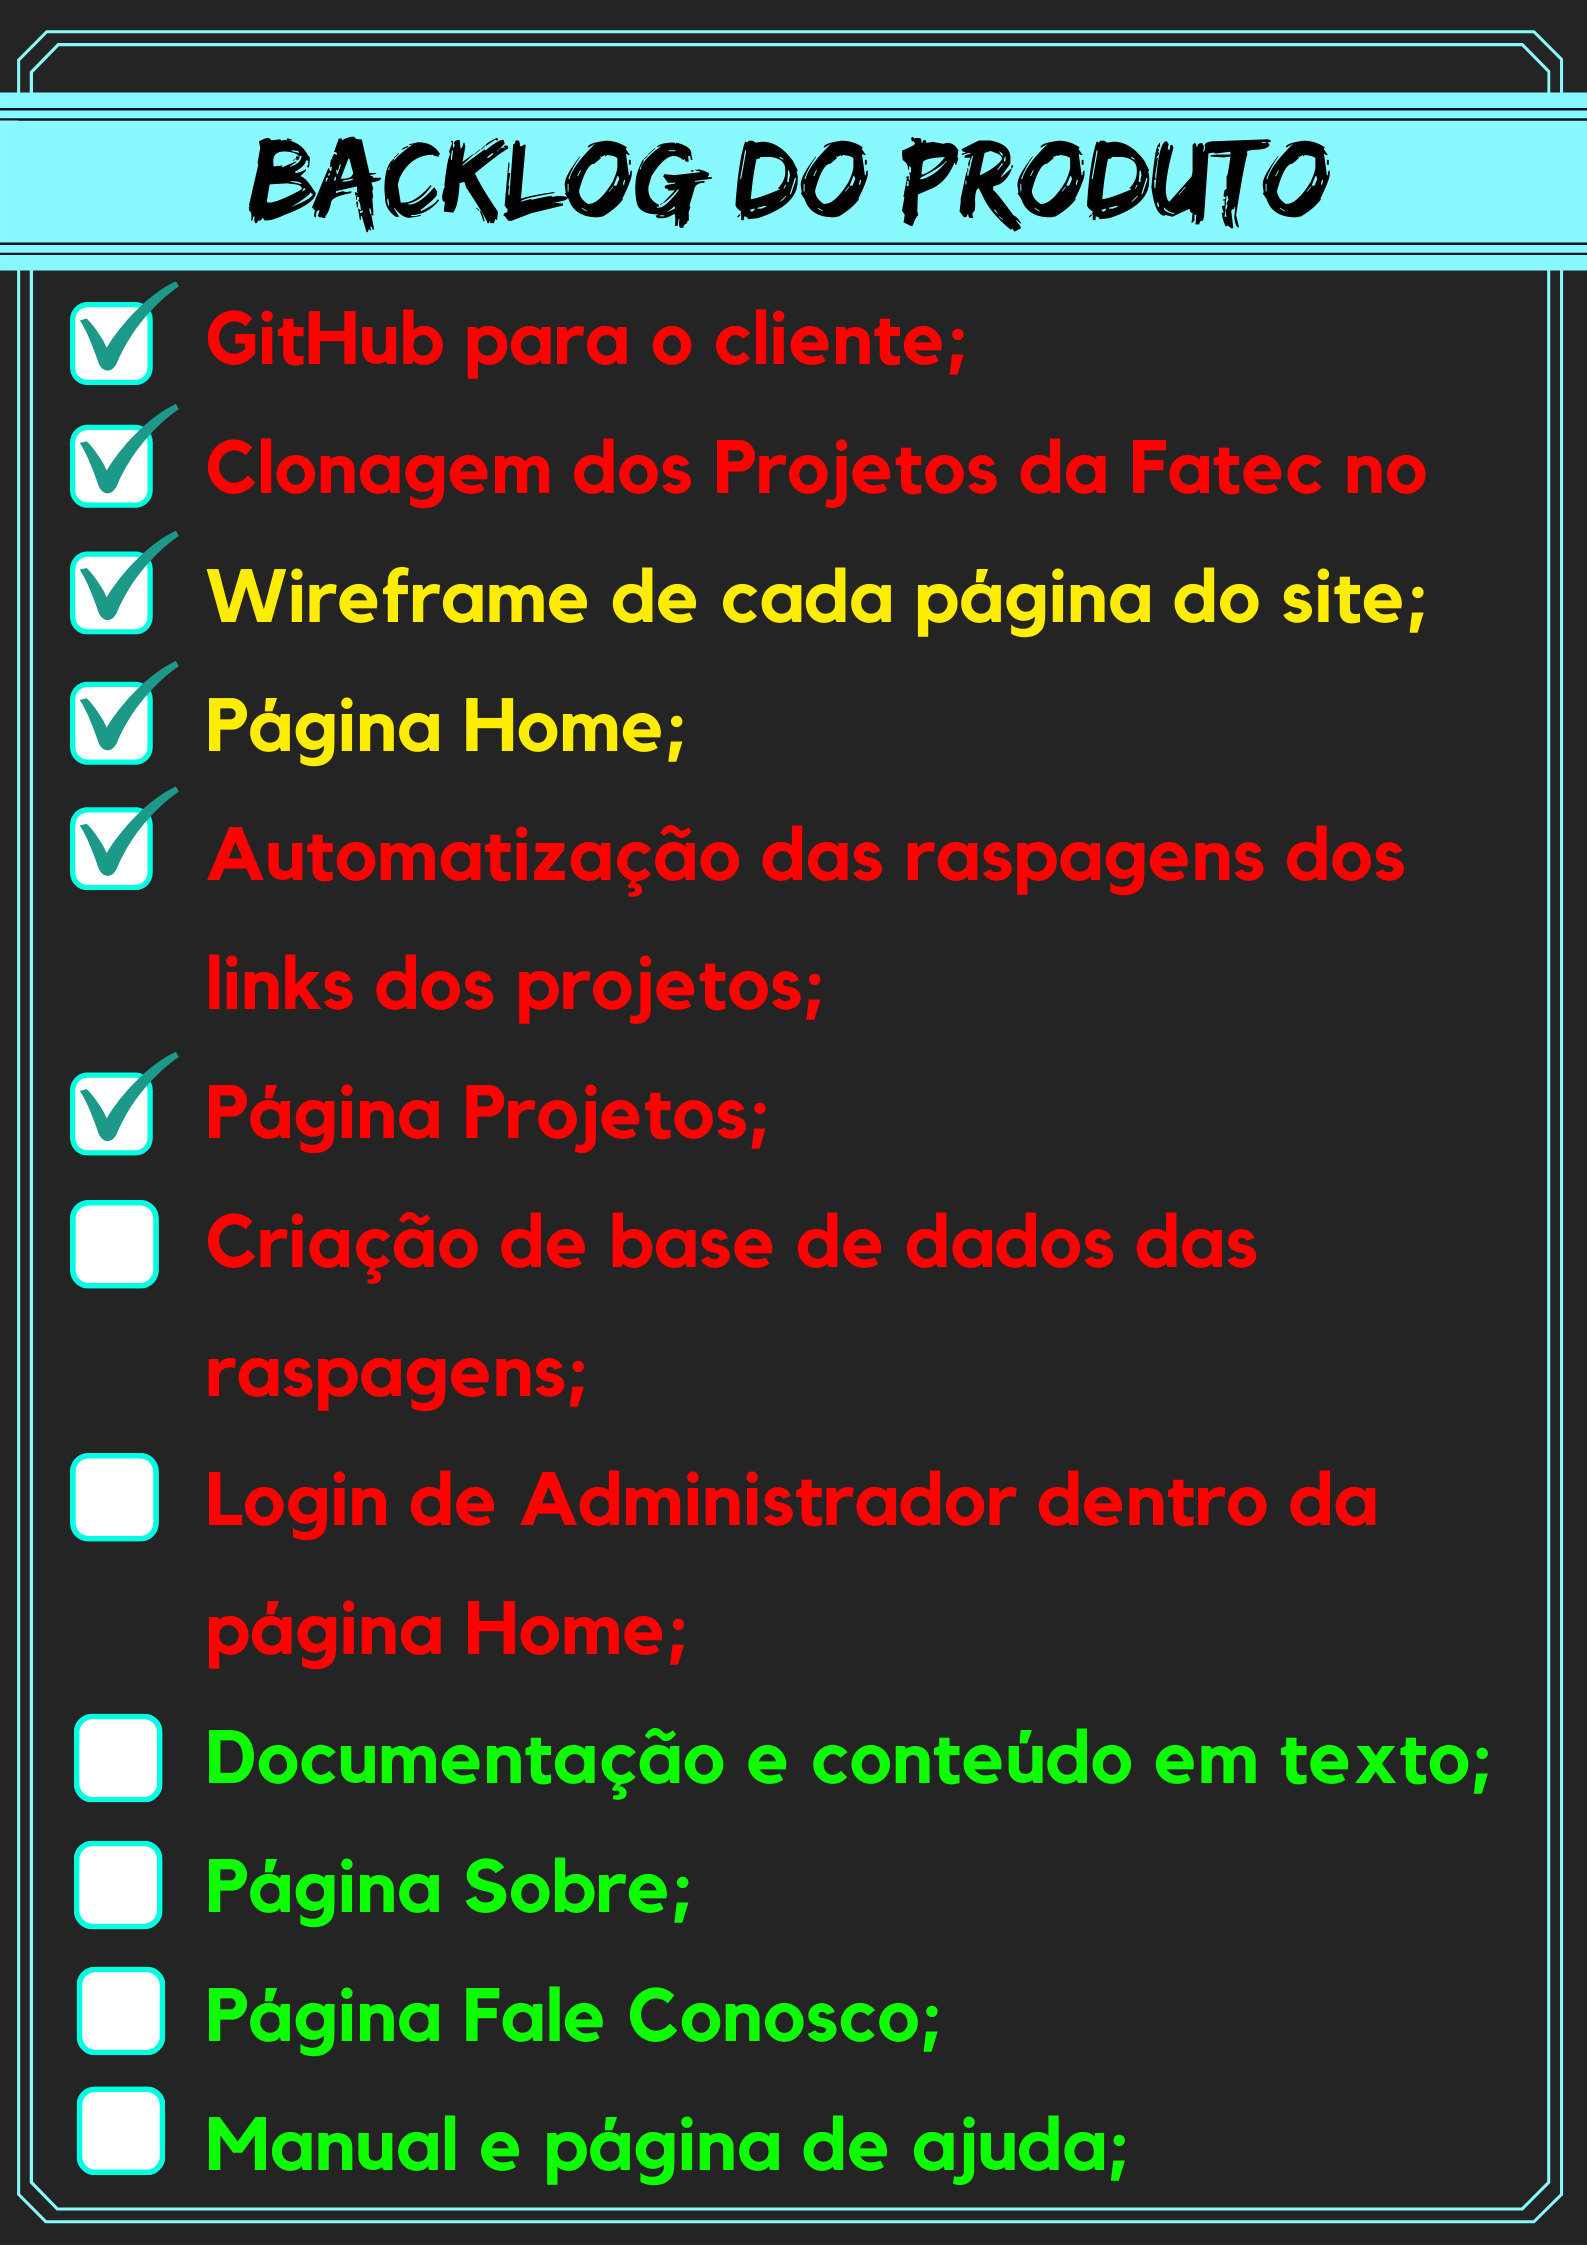 BACKLOG DO PRODUTO
GitHub para o cliente;
Clonagem dos Projetos da Fatec no
Wireframe de cada página do site;
Página Home;
Automatização das raspagens dos
links dos projetos;
Página Projetos;
Criação de base de dados das
raspagens;
Login de Administrador dentro da
página Home;
Documentação e conteúdo em texto;
Página Sobre;
Página Fale Conosco;
Manual e página de ajuda;